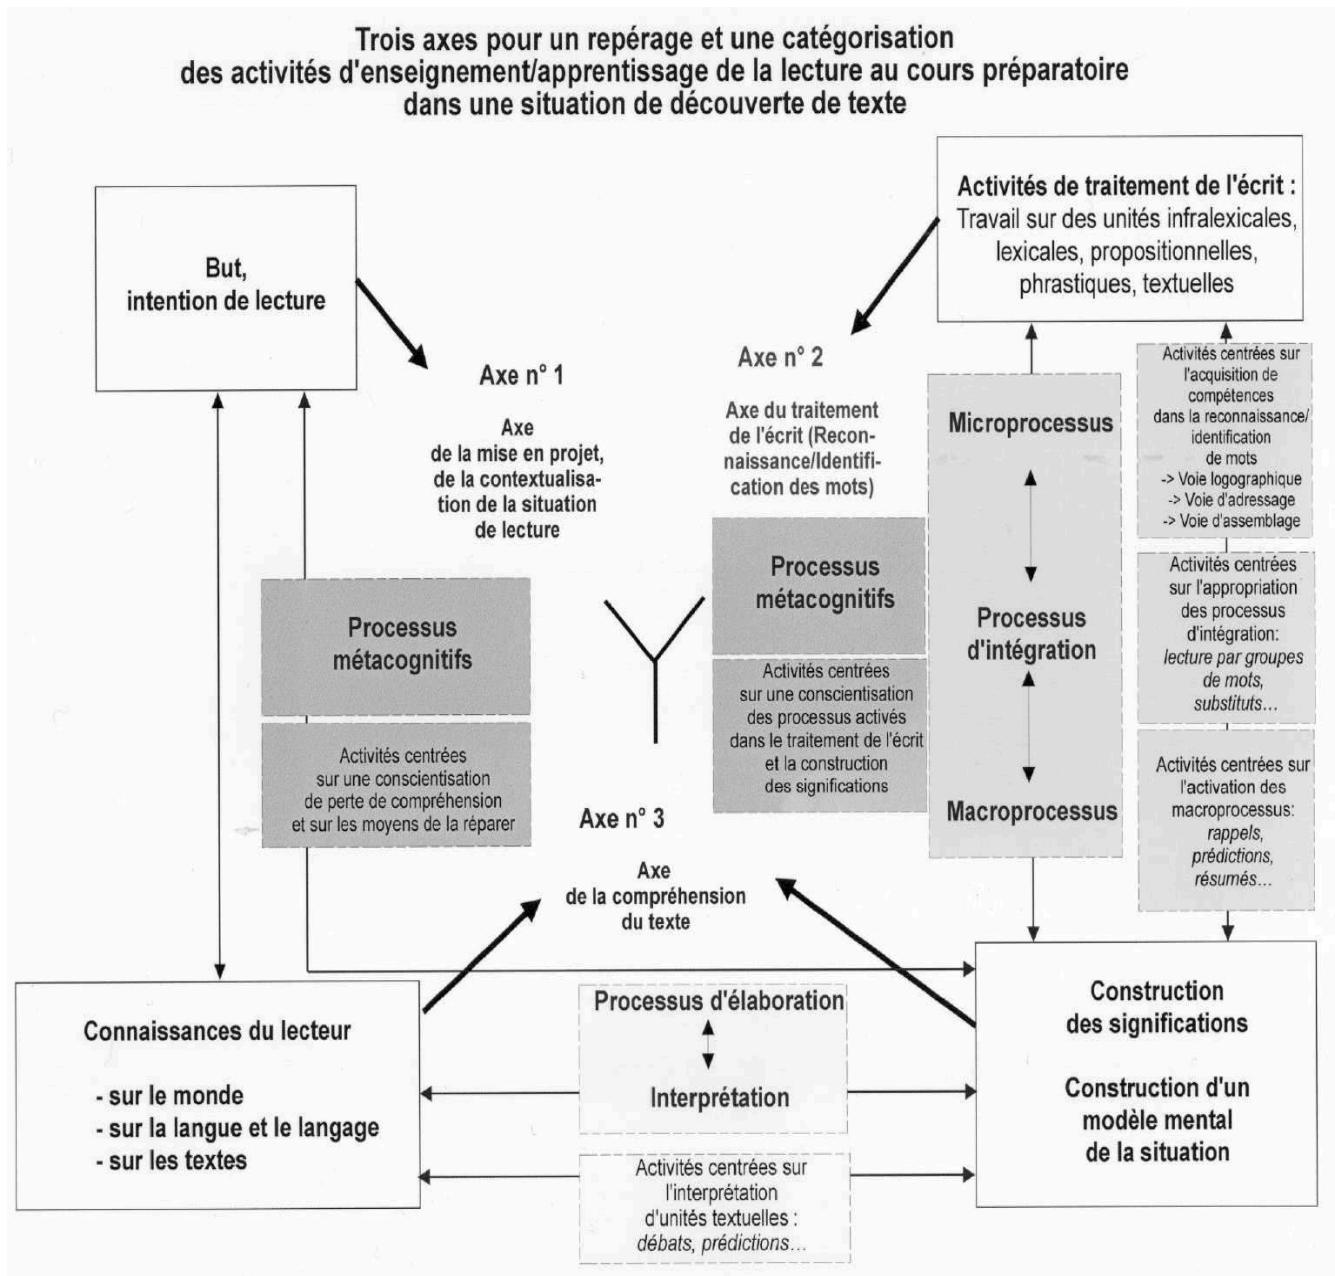 Trois axes pour un repérage et une catégorisation
des activités d'enseignement/apprentissage de la lecture au cours préparatoire
dans une situation de découverte de texte
But,
intention de lecture
Activités de traitement de l'écrit :
Travail sur des unités infralexicales,
lexicales, propositionnelles,
phrastiques, textuelles
Axe n° 1
Axe
de la mise en projet,
de la contextualisa-
tion de la situation
de lecture
Axe n° 2
Axe du traitement
de l'écrit (Recon-
naissance/Identifi-
cation des mots)
Processus
métacognitifs
Activités centrées
sur une conscientisation
de perte de compréhension
et sur les moyens de la réparer
Processus
métacognitifs
Activités centrées
sur une conscientisation
des processus activés
dans le traitement de l'écrit
et la construction
des significations
Microprocessus
Processus
d'intégration
Macroprocessus
Activités centrées sur
l'acquisition de
compétences
dans la reconnaissance/
identification
de mots
-> Voie logographique
-> Voie d'adressage
-> Voie d'assemblage
Activités centrées
sur l'appropriation
des processus
d'intégration:
lecture par groupes
de mots,
substituts...
Activités centrées sur
l'activation des
macroprocessus:
rappels,
prédictions,
résumés...
Axe n° 3
Axe
de la compréhension
du texte
Connaissances du lecteur
- sur le monde
- sur la langue et le langage
- sur les textes
Processus d'élaboration
Interprétation
Activités centrées sur
l'interprétation
d'unités textuelles :
débats, prédictions...
Construction
des significations
Construction d'un
modèle mental
de la situation